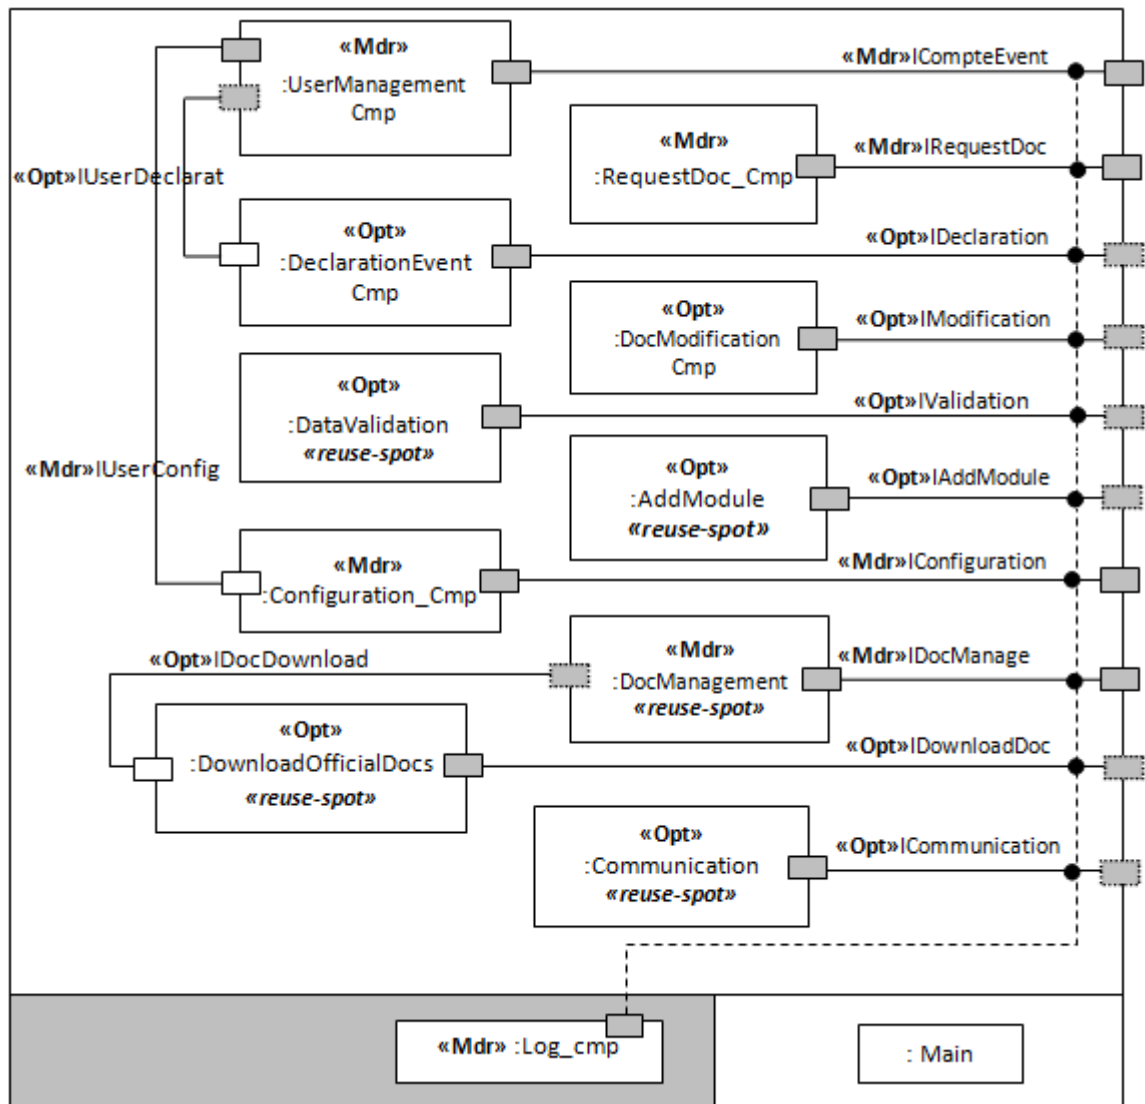 «Mdr»
:UserManagement
Cmp
«Mdr»ICompteEvent
«Mdr»
:RequestDoc_Cmp
«Mdr»IRequestDoc
«Opt»IUserDeclarat
«Opt»
:DeclarationEvent
Cmp
«Opt»IDeclaration
«Opt»
:DocModification
Cmp
«Opt»IModification
«Opt»
:DataValidation
«reuse-spot»
«Opt»IValidation
«Mdr»IUserConfig
«Opt»
:AddModule
«reuse-spot»
«Opt»IAddModule
«Mdr»
:Configuration_Cmp
«Mdr»IConfiguration
«Opt»IDocDownload
«Mdr»
:DocManagement
«reuse-spot»
«Mdr»IDocManage
«Opt»
:DownloadOfficialDocs
«reuse-spot»
«Opt»IDownloadDoc
«Opt»
:Communication
«reuse-spot»
«Opt»ICommunication
«Mdr» :Log_cmp
: Main